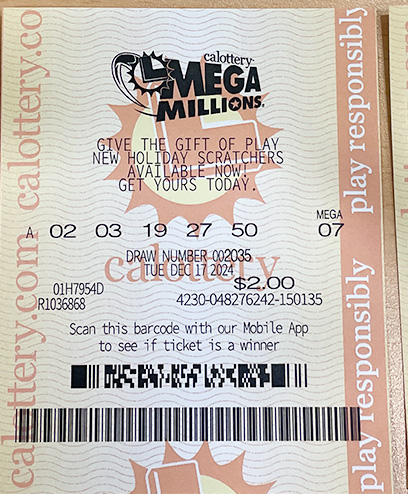 calottery
MEGA
MILLIONS
GIVE THE GIFT OF PLAY
NEW HOLIDAY SCRATCHERS
AVAILABLE NOW!
GET YOURS TODAY.
MEGA
A 02 03 19 27 50 07
DRAW NUMBER 002035
TUE DEC 17 2024
calottery
01H7954D $2.00
R1036868 4230-048276242-150135
Scan this barcode with our Mobile App
to see if ticket is a winner
calottery.com calottery.co
play responsibly play responsibly